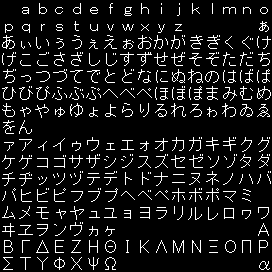 a b c d e f g h i j k l m n o
p q r s t u v w x y z ぁ
あぃいぅうぇえぉおかがきぎくぐけ
げこごさざしじすずせぜそぞただち
ぢっつづてでとどなにぬねのはばぱ
ひびぴふぶぷへべぺほぼぽまみむめ
もゃやゅゆょよらりるれろゎわゐゑ
をん
ァアィイゥウェエォオカガキギクグ
ケゲコゴサザシジスズセゼソゾタダ
チヂッツヅテデトドナニヌネノハバ
パヒビピフブプヘベペホボポマミ
ムメモャヤュユョヨラリルレロヮワ
ヰヱヲンヴヵヶ Α
ΒΓΔΕΖΗΘΙΚΛΜΝΞΟΠΡ
ΣΤΥΦΧΨΩ α